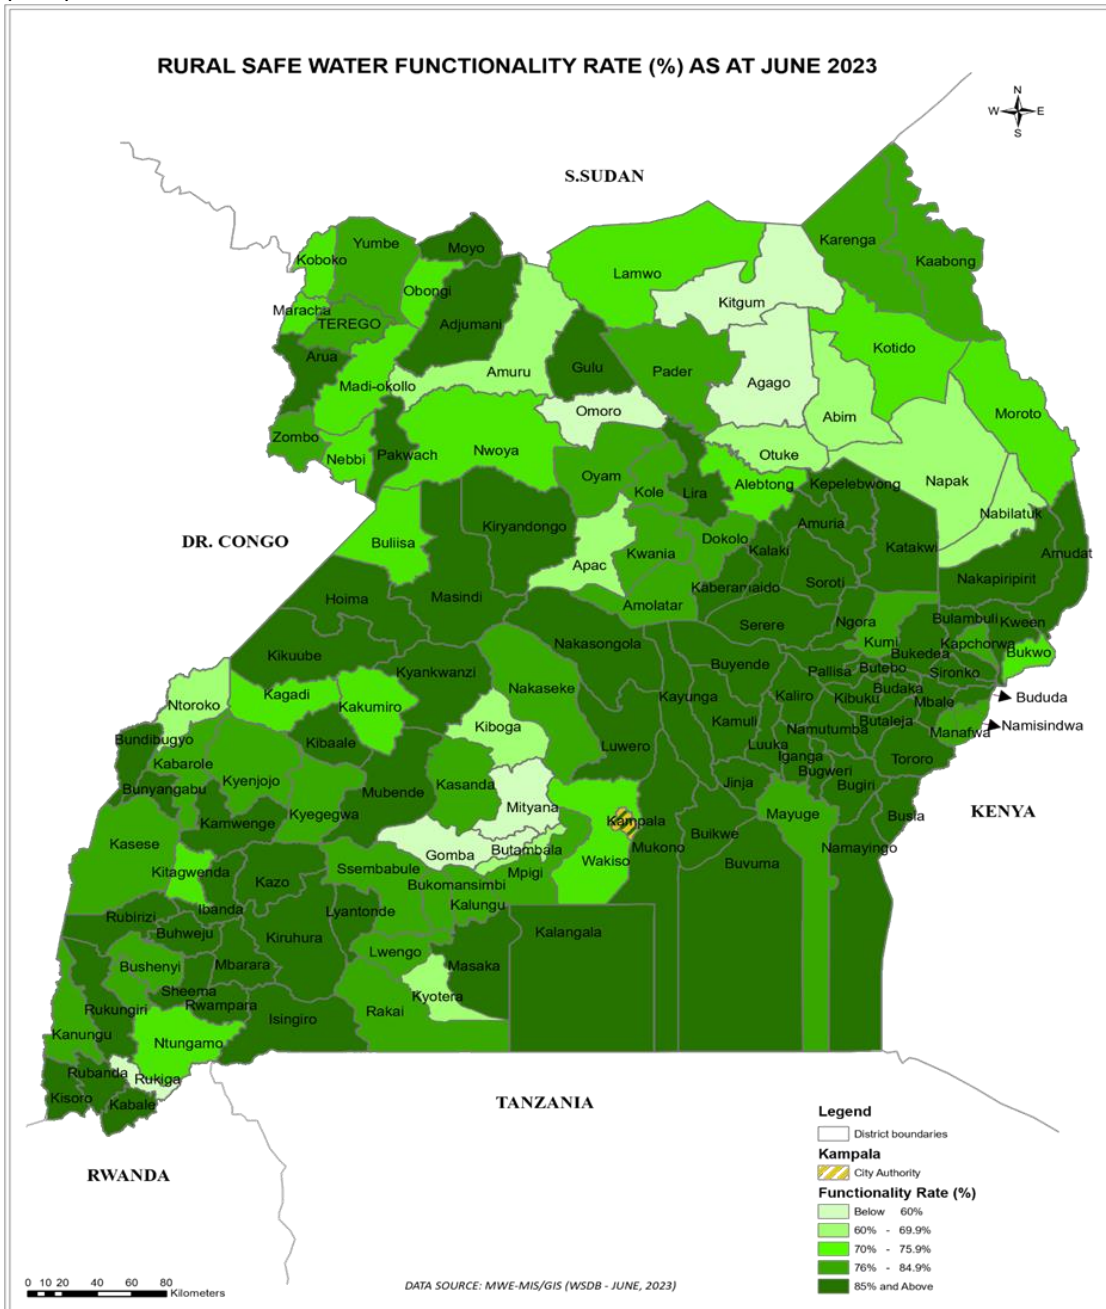 RURAL SAFE WATER FUNCTIONALITY RATE (%) AS AT JUNE 2023
N
W E
S
S.SUDAN
Karenga
Kaabong
Yumbe
Moyo
Koboko
Lamwo
Obongi
Kitgum
Maracha
TEREGO
Adjumani
Kotido
Arua
Gulu
Pader
Amuru
Agago
Madi-okollo
Omoro
Abim
Moroto
Zombo
Nebbi
Pakwach
Nwoya
Otuke
Oyam
Napak
Kole
Lira
Alebtong
Kepelebwong
Nabilatuk
DR. CONGO
Buliisa
Kiryandongo
Amuria
Dokolo
Kalaki
Katakwi
Amudat
Kwania
Apac
Nakapiripirit
Kaberamaido
Soroti
Hoima
Masindi
Amolatar
Serere
Ngora
Bulambuli
Kween
Kumi
Kapchorwa
Nakasongola
Bukedea
Bukwo
Kikuube
Kyankwanzi
Buyende
Pallisa
Butebo
Sironko
Nakaseke
Kagadi
Kayunga
Kaliro
Kibuku
Budaka
Mbale
Bududa
Ntoroko
Kakumiro
Kiboga
Kamuli
Namutumba
Butaleja
Manafwa
Namisindwa
Bundibugyo
Kibaale
Luwero
Luuka
Iganga
Tororo
Kabarole
Kyenjojo
Kasanda
Bugweri
Bunyangabu
Mubende
Jinja
Bugiri
Mityana
Kyegegwa
Kamwenge
Kampala
Mayuge
Busia
KENYA
Kasese
Buikwe
Mukono
Namayingo
Gomba
Butambala
Wakiso
Buvuma
Kitagwenda
Ssembabule
Mpigi
Kazo
Bukomansimbi
Kalungu
Ibanda
Lyantonde
Rubirizi
Buhweju
Kiruhura
Kalangala
Lwengo
Bushenyi
Mbarara
Masaka
Sheema
Kyotera
Rukungiri
Rwampara
Isingiro
Rakai
Kanungu
Ntungamo
Rubanda
Rukiga
Kisoro
Kabale
TANZANIA
RWANDA
Legend
District boundaries
Kampala
City Authority
Functionality Rate (%)
Below 60%
60% - 69.9%
70% - 75.9%
76% - 84.9%
85% and Above
0 10 20 40 60 80
Kilometers
DATA SOURCE: MWE-MIS/GIS (WSDB - JUNE, 2023)